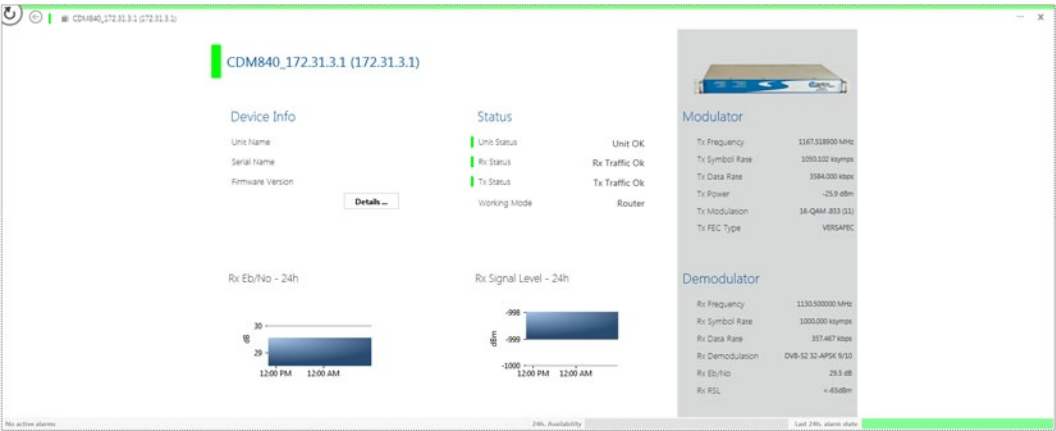 CDM840_172.31.3.1 (172.31.3.1)
... X
CDM840_172.31.3.1 (172.31.3.1)
Device Info
Unit Name
Serial Name
Firmware Version
Details ...
Status
Unit Status Unit OK
Rx Status Rx Traffic Ok
Tx Status Tx Traffic Ok
Working Mode Router
Modulator
Tx Frequency 1167.518900 MHz
Tx Symbol Rate 1050.102 ksymps
Tx Data Rate 3584.000 kbps
Tx Power -25.9 dBm
Tx Modulation 16-QAM .853 (11)
Tx FEC Type VERSAFEC
Rx Eb/No - 24h
30
dB
29
12:00 PM 12:00 AM
Rx Signal Level - 24h
-998
dBm
-999
-1000
12:00 PM 12:00 AM
Demodulator
Rx Frequency 1130.500000 MHz
Rx Symbol Rate 1000.000 ksymps
Rx Data Rate 357.467 kbps
Rx Demodulation DVB-S2 32-APSK 9/10
Rx Eb/No 29.5 dB
Rx RSL <-65dBm
No active alarms
24h. Availability
Last 24h. alarm state